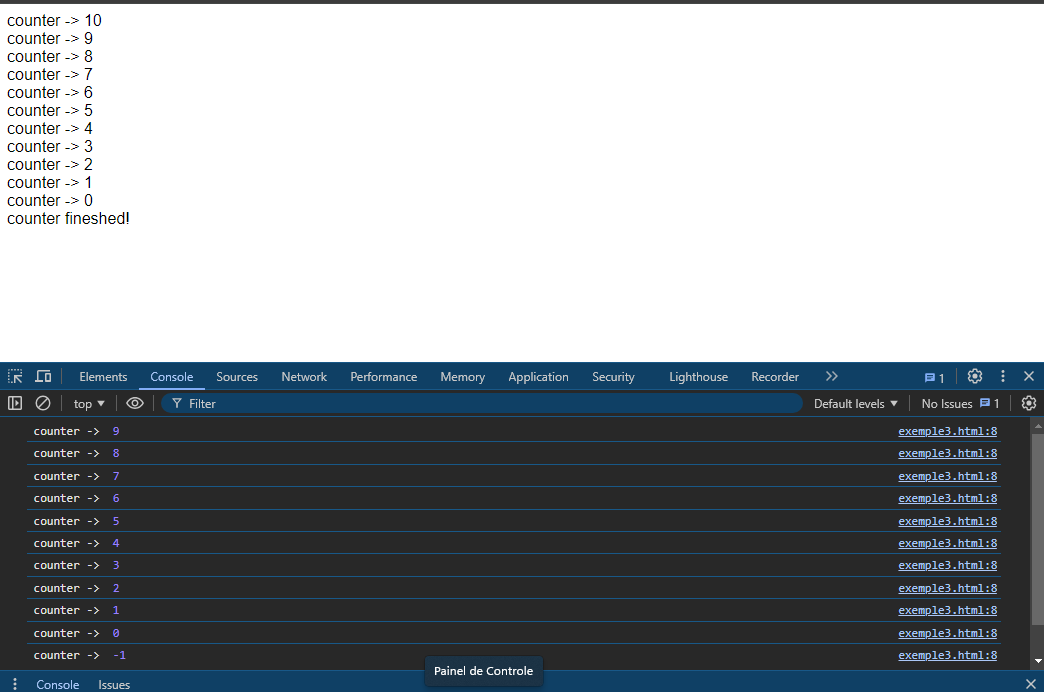 counter -> 10
counter -> 9
counter -> 8
counter -> 7
counter -> 6
counter -> 5
counter -> 4
counter -> 3
counter -> 2
counter -> 1
counter -> 0
counter fineshed!
Elements Console Sources Network Performance Memory Application Security Lighthouse Recorder 1
top Filter Default levels No Issues 1
counter -> 9 exemple3.html:8
counter -> 8 exemple3.html:8
counter -> 7 exemple3.html:8
counter -> 6 exemple3.html:8
counter -> 5 exemple3.html:8
counter -> 4 exemple3.html:8
counter -> 3 exemple3.html:8
counter -> 2 exemple3.html:8
counter -> 1 exemple3.html:8
counter -> 0 exemple3.html:8
counter -> -1 exemple3.html:8
Painel de Controle
Console Issues